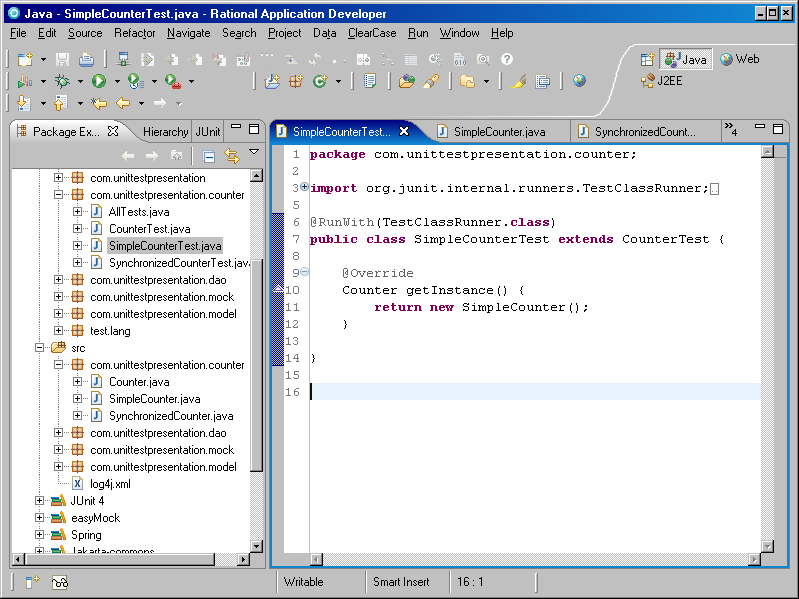 Java - SimpleCounterTest.java - Rational Application Developer
File Edit Source Refactor Navigate Search Project Data ClearCase Run Window Help
Java Web
J2EE
Package Ex... Hierarchy JUnit
SimpleCounterTest... SimpleCounter.java SynchronizedCount... »4
com.unittestpresentation
com.unittestpresentation.counter
AllTests.java
CounterTest.java
SimpleCounterTest.java
SynchronizedCounterTest.java
com.unittestpresentation.dao
com.unittestpresentation.mock
com.unittestpresentation.model
test.lang
src
com.unittestpresentation.counter
Counter.java
SimpleCounter.java
SynchronizedCounter.java
com.unittestpresentation.dao
com.unittestpresentation.mock
com.unittestpresentation.model
log4j.xml
JUnit 4
easyMock
Spring
Jakarta-commons
1 package com.unittestpresentation.counter;
2
3 import org.junit.internal.runners.TestClassRunner;
5
6 @RunWith(TestClassRunner.class)
7 public class SimpleCounterTest extends CounterTest {
8
9 @Override
10 Counter getInstance() {
11 return new SimpleCounter();
12 }
13
14 }
15
16
Writable Smart Insert 16 : 1